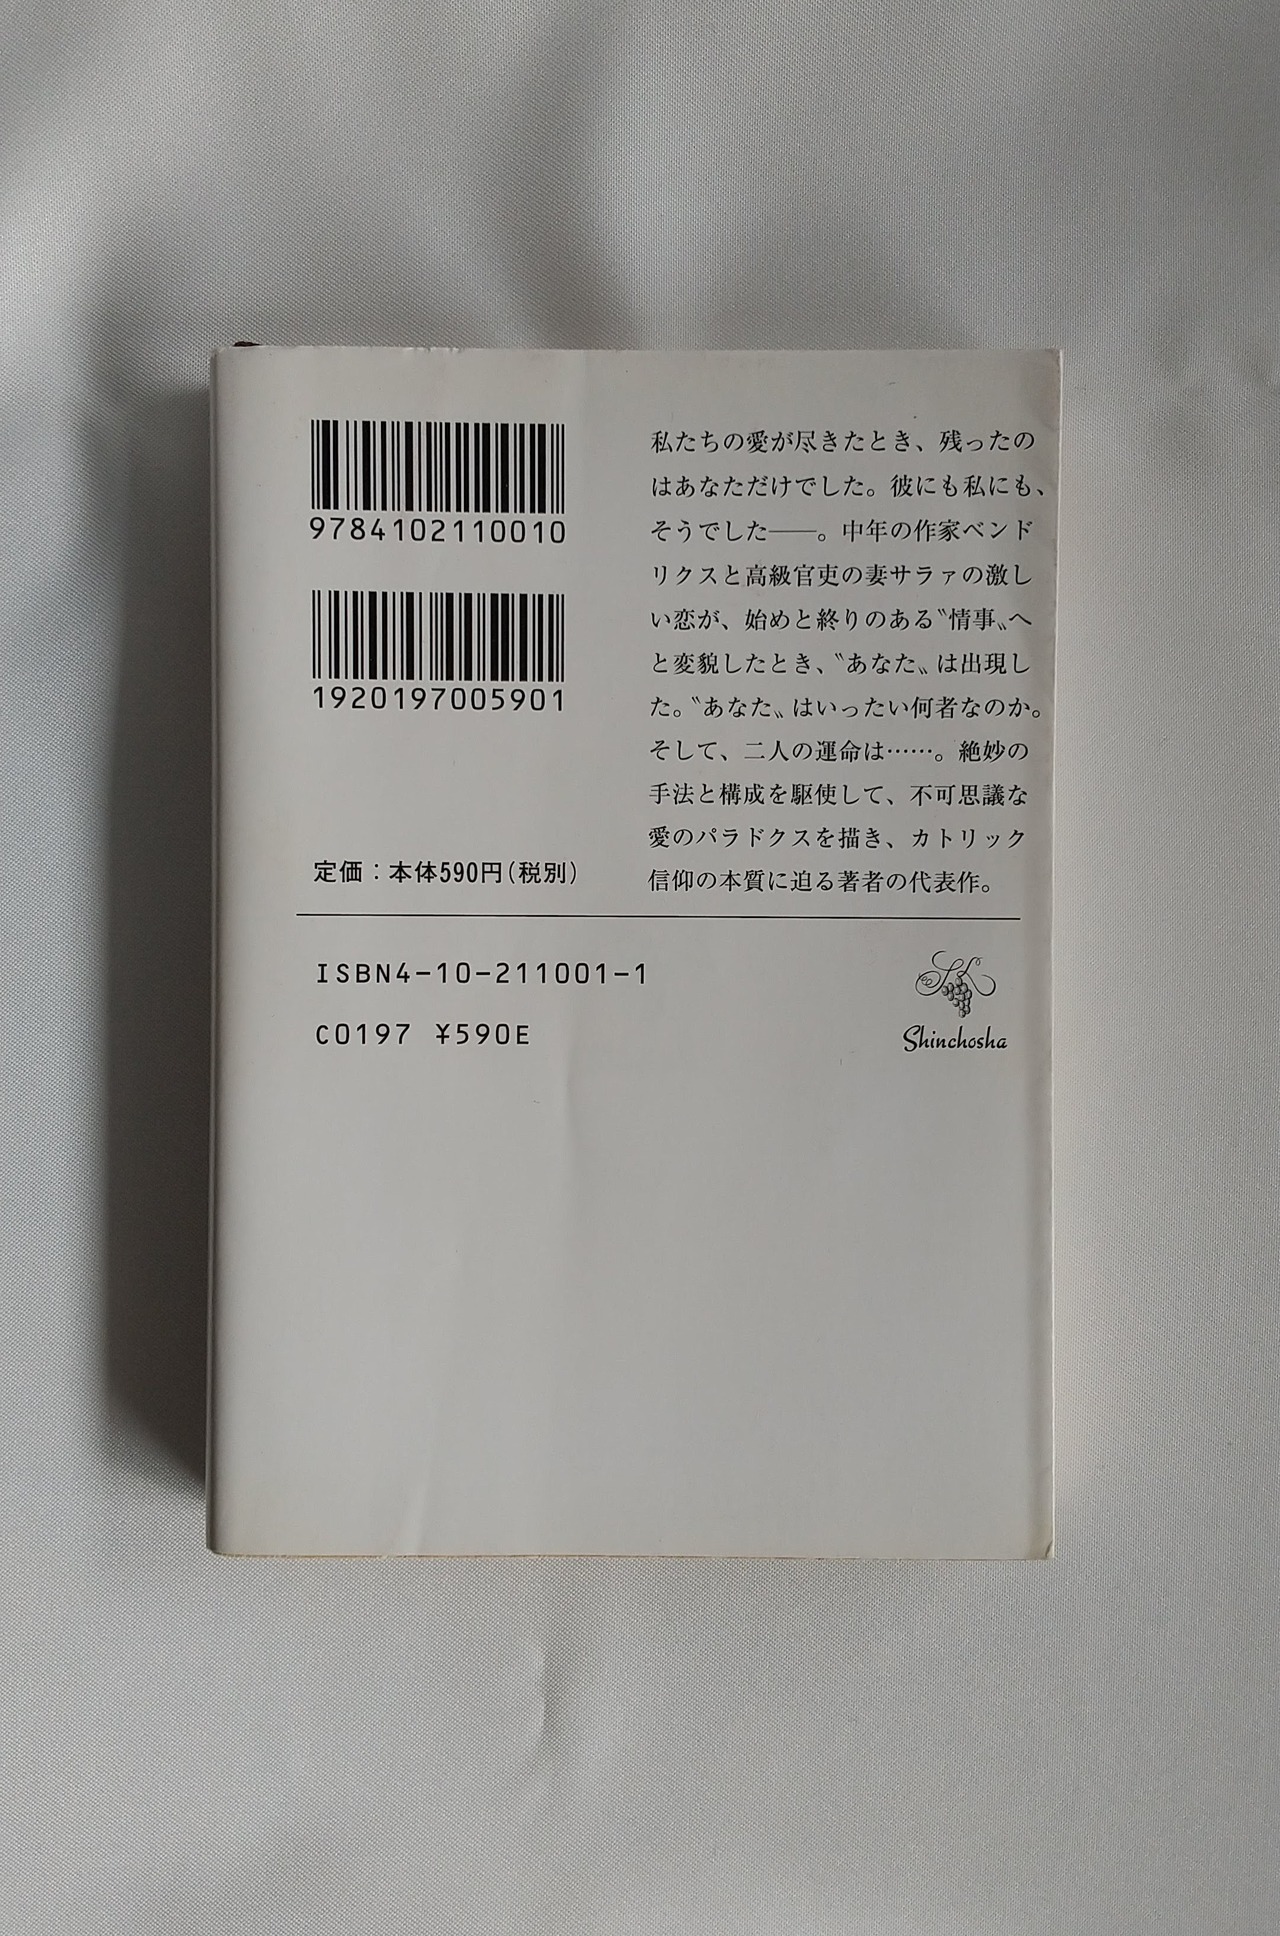 9784102110010
1920197005901
定価：本体590円（税別）
私たちの愛が尽きたとき、残ったの
はあなただけでした。彼にも私にも、
そうでした――。中年の作家ベンド
リクスと高級官吏の妻サラァの激し
い恋が、始めと終りのある〝情事〟へ
と変貌したとき、〝あなた〟は出現し
た。〝あなた〟はいったい何者なのか。
そして、二人の運命は……。絶妙の
手法と構成を駆使して、不可思議な
愛のパラドクスを描き、カトリック
信仰の本質に迫る著者の代表作。
ISBN4-10-211001-1
C0197 ¥590E
Shinchosha